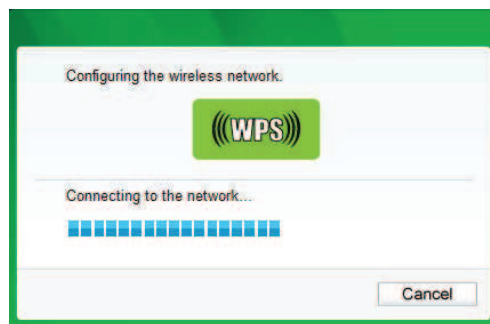 Configuring the wireless network.
(((WPS)))
Connecting to the network...
Cancel